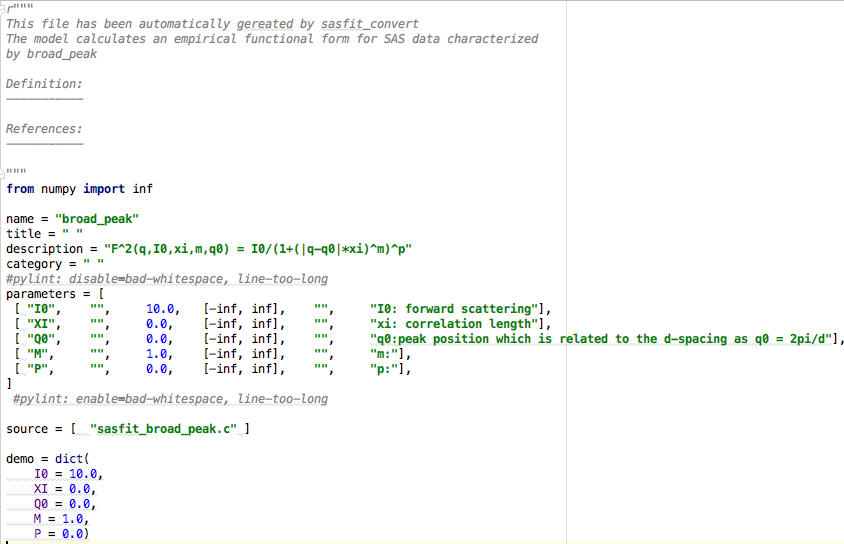 r"""
This file has been automatically gereated by sasfit_convert
The model calculates an empirical functional form for SAS data characterized
by broad_peak

Definition:
-----------

References:
-----------

"""
from numpy import inf

name = "broad_peak"
title = " "
description = "F^2(q,I0,xi,m,q0) = I0/(1+(|q-q0|*xi)^m)^p"
category = " "
#pylint: disable=bad-whitespace, line-too-long
parameters = [
 [ "I0",    "",     10.0,   [-inf, inf],    "",     "I0: forward scattering"],
 [ "XI",    "",     0.0,    [-inf, inf],    "",     "xi: correlation length"],
 [ "Q0",    "",     0.0,    [-inf, inf],    "",     "q0:peak position which is related to the d-spacing as q0 = 2pi/d"],
 [ "M",     "",     1.0,    [-inf, inf],    "",     "m:"],
 [ "P",     "",     0.0,    [-inf, inf],    "",     "p:"],
]
 #pylint: enable=bad-whitespace, line-too-long

source = [  "sasfit_broad_peak.c" ]

demo = dict(
    I0 = 10.0,
    XI = 0.0,
    Q0 = 0.0,
    M = 1.0,
    P = 0.0)